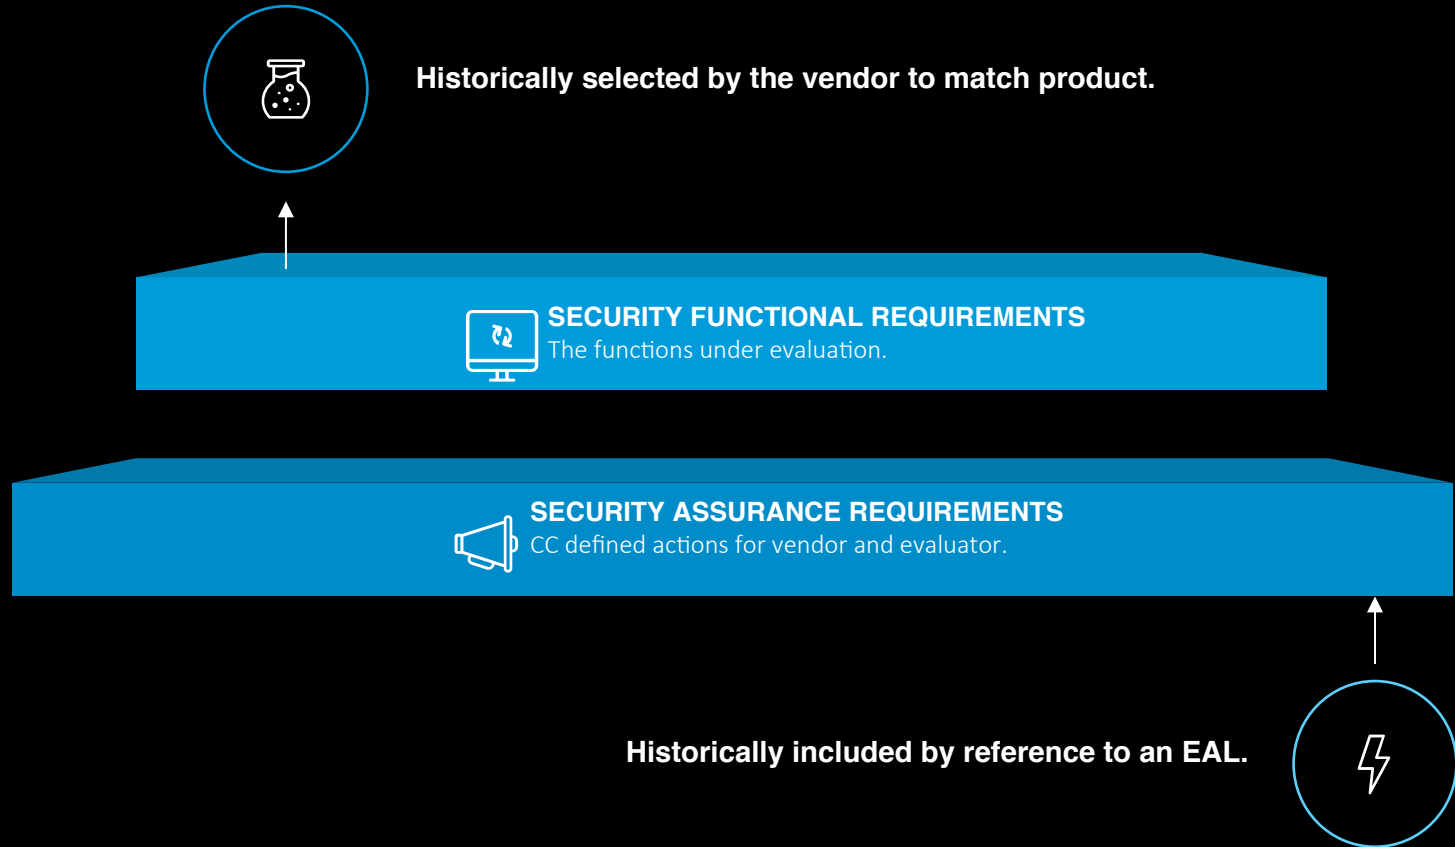 Historically selected by the vendor to match product.
SECURITY FUNCTIONAL REQUIREMENTS
The functions under evaluation.
SECURITY ASSURANCE REQUIREMENTS
CC defined actions for vendor and evaluator.
Historically included by reference to an EAL.